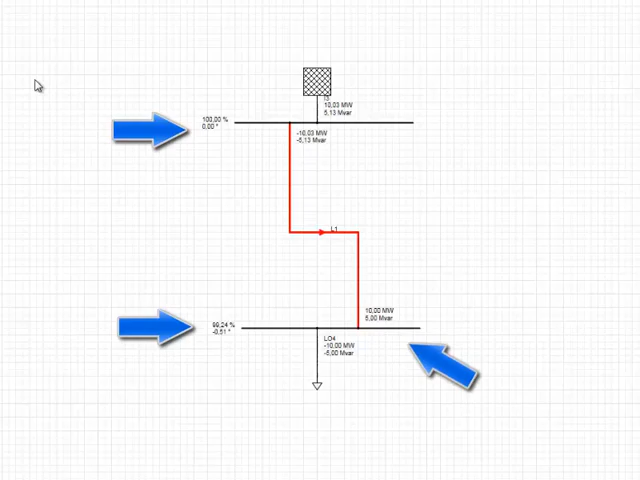 I3
10,03 MW
5,13 Mvar
100,00 %
0,00 °
-10,03 MW
-5,13 Mvar
L1
10,00 MW
5,00 Mvar
99,24 %
-0,51 °
LO4
-10,00 MW
-5,00 Mvar